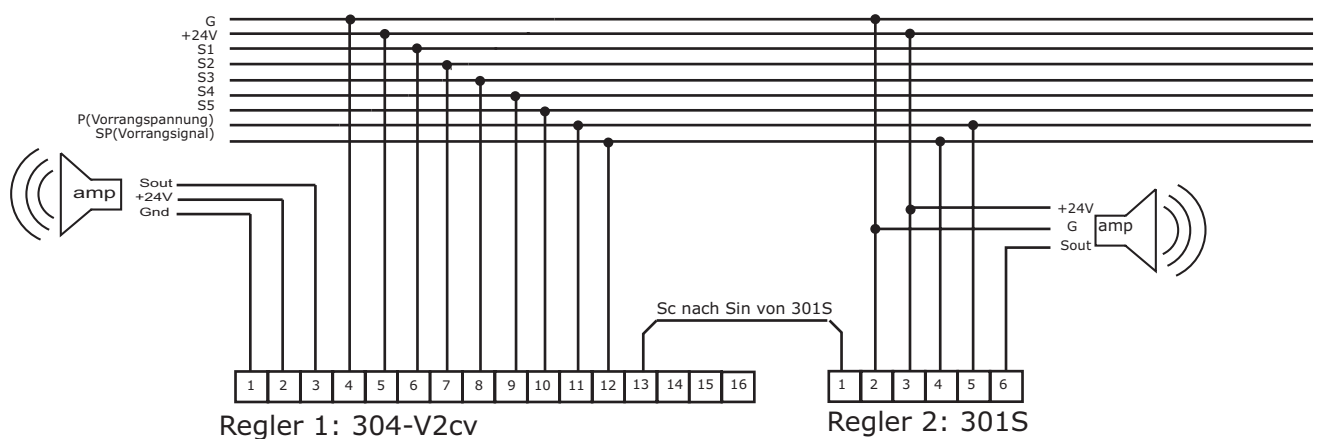 G
+24V
S1
S2
S3
S4
S5
P(Vorrangspannung)
SP(Vorrangsignal)
amp
Sout
+24V
Gnd
+24V
G
Sout
amp
Sc nach Sin von 301S
1 2 3 4 5 6 7 8 9 10 11 12 13 14 15 16
1 2 3 4 5 6
Regler 1: 304-V2cv
Regler 2: 301S